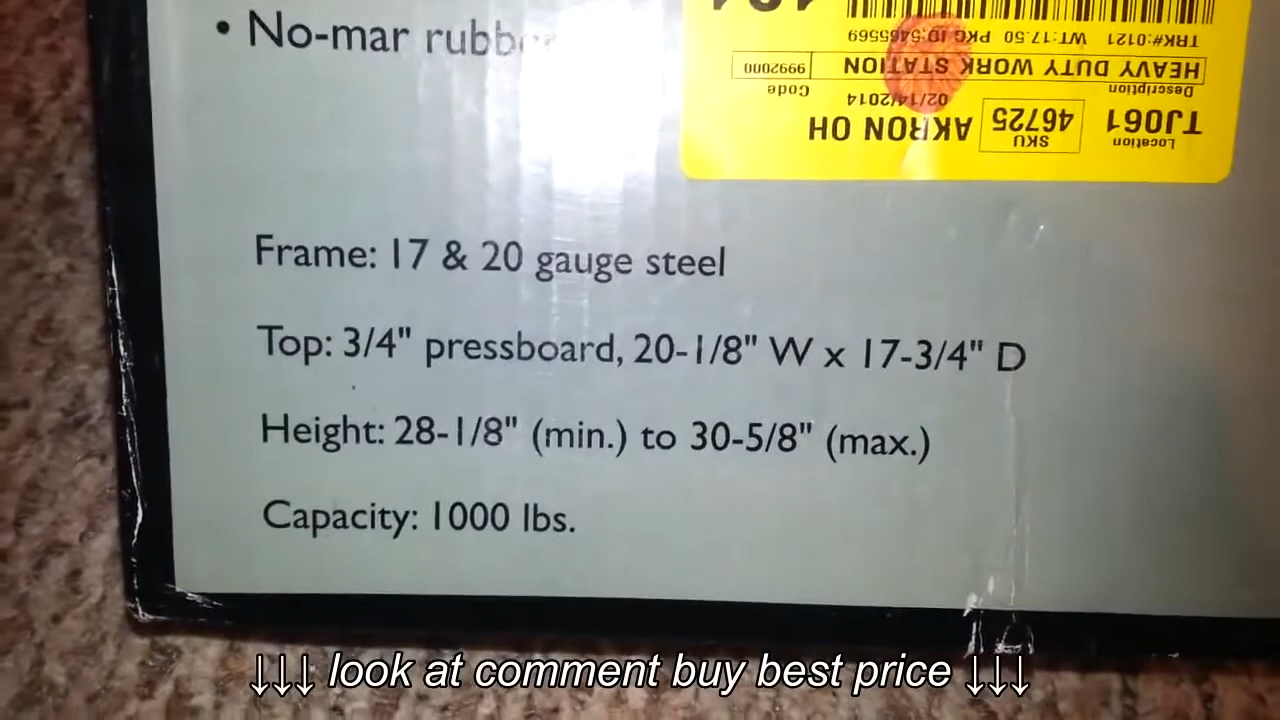 • No-mar rubber
Frame: 17 & 20 gauge steel
Top: 3/4" pressboard, 20-1/8" W x 17-3/4" D
Height: 28-1/8" (min.) to 30-5/8" (max.)
Capacity: 1000 lbs.
Location
TJ061
SKU
46725
AKRON OH
02/14/2014
Description
Code
HEAVY DUTY WORK STATION
9992000
TRK#:0121 WT:17.50 PKG ID:5465569
↓↓↓ look at comment buy best price ↓↓↓